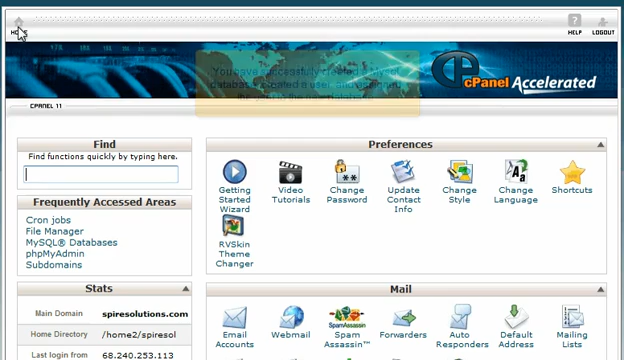 HOME
HELP
LOGOUT
You have successfully created a MySQL
database, created a user, and assigned
the user to the new database.
cPanel Accelerated
CPANEL 11
Find
Find functions quickly by typing here.
Frequently Accessed Areas
Cron jobs
File Manager
MySQL® Databases
phpMyAdmin
Subdomains
Stats
Main Domain spiresolutions.com
Home Directory /home2/spiresol
Last login from 68.240.253.113
Preferences
Getting
Started
Wizard
Video
Tutorials
Change
Password
Update
Contact
Info
Change
Style
Change
Language
Shortcuts
RVSkin
Theme
Changer
Mail
Email
Accounts
Webmail
SpamAssassin
Spam
Assassin™
Forwarders
Auto
Responders
Default
Address
Mailing
Lists